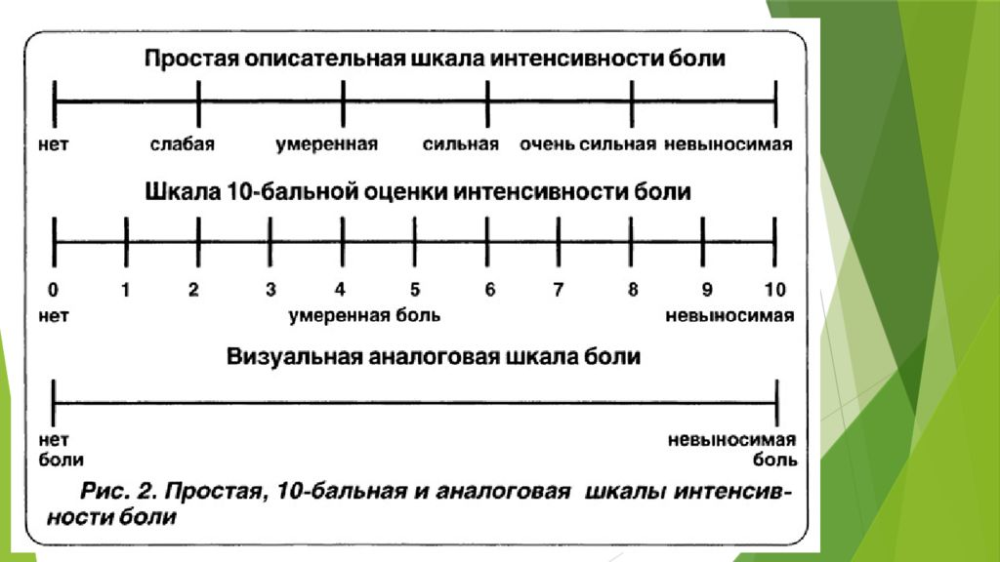 Простая описательная шкала интенсивности боли
нет слабая умеренная сильная очень сильная невыносимая
Шкала 10-бальной оценки интенсивности боли
0 1 2 3 4 5 6 7 8 9 10
нет умеренная боль невыносимая
Визуальная аналоговая шкала боли
нет невыносимая
боли боль
Рис. 2. Простая, 10-бальная и аналоговая шкалы интенсив-
ности боли